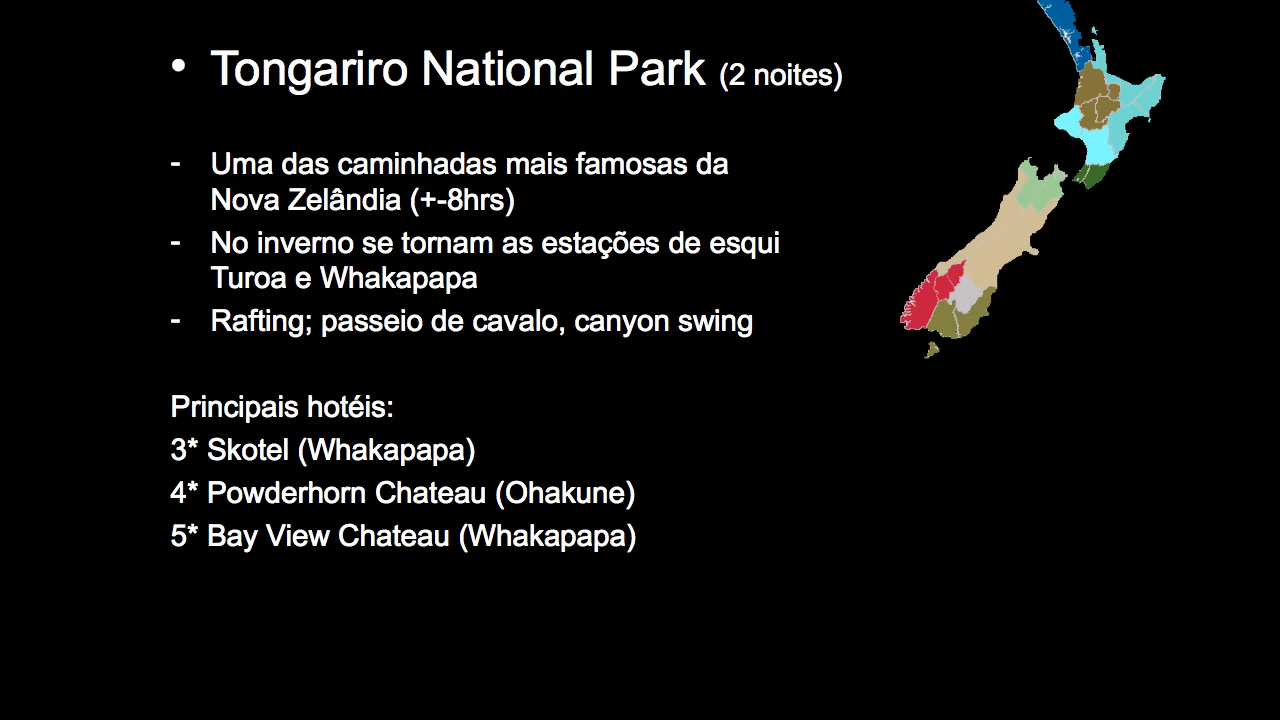 • Tongariro National Park (2 noites)
- Uma das caminhadas mais famosas da
Nova Zelândia (+-8hrs)
- No inverno se tornam as estações de esqui
Turoa e Whakapapa
- Rafting; passeio de cavalo, canyon swing
Principais hotéis:
3* Skotel (Whakapapa)
4* Powderhorn Chateau (Ohakune)
5* Bay View Chateau (Whakapapa)